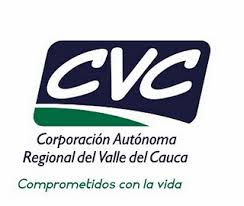 CVC
Corporación Autónoma
Regional del Valle del Cauca
Comprometidos con la vida